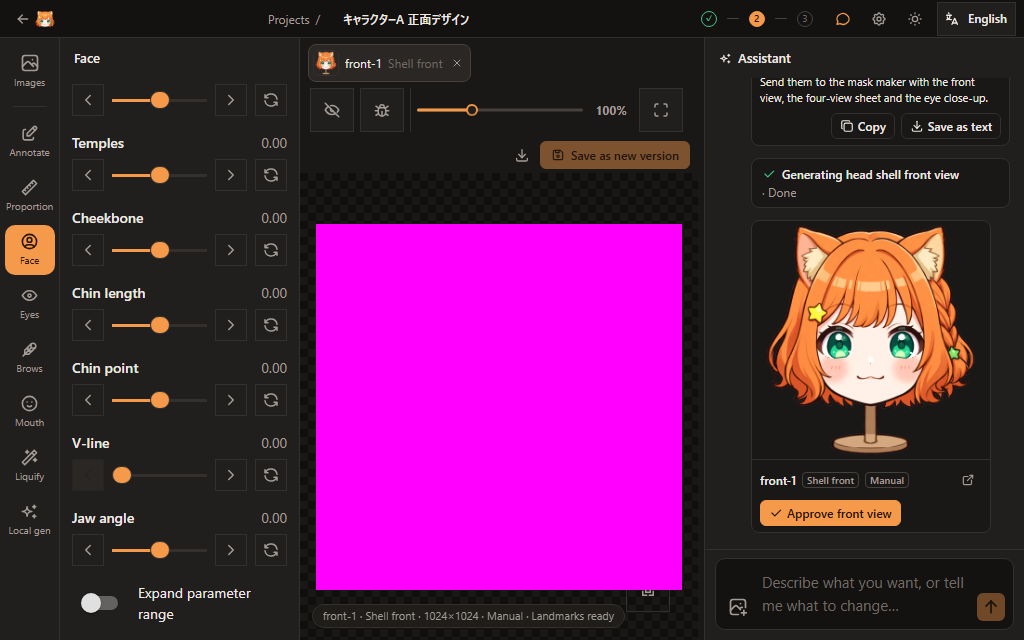 Projects /
キャラクターA 正面デザイン
2
3
English
Images
Annotate
Proportion
Face
Eyes
Brows
Mouth
Liquify
Local gen
Face
Temples
0.00
Cheekbone
0.00
Chin length
0.00
Chin point
0.00
V-line
0.00
Jaw angle
0.00
Expand parameter
range
front-1 Shell front
100%
Save as new version
front-1 · Shell front · 1024×1024 · Manual · Landmarks ready
Assistant
Send them to the mask maker with the front
view, the four-view sheet and the eye close-up.
Copy
Save as text
Generating head shell front view
· Done
front-1 Shell front Manual
Approve front view
Describe what you want, or tell
me what to change...